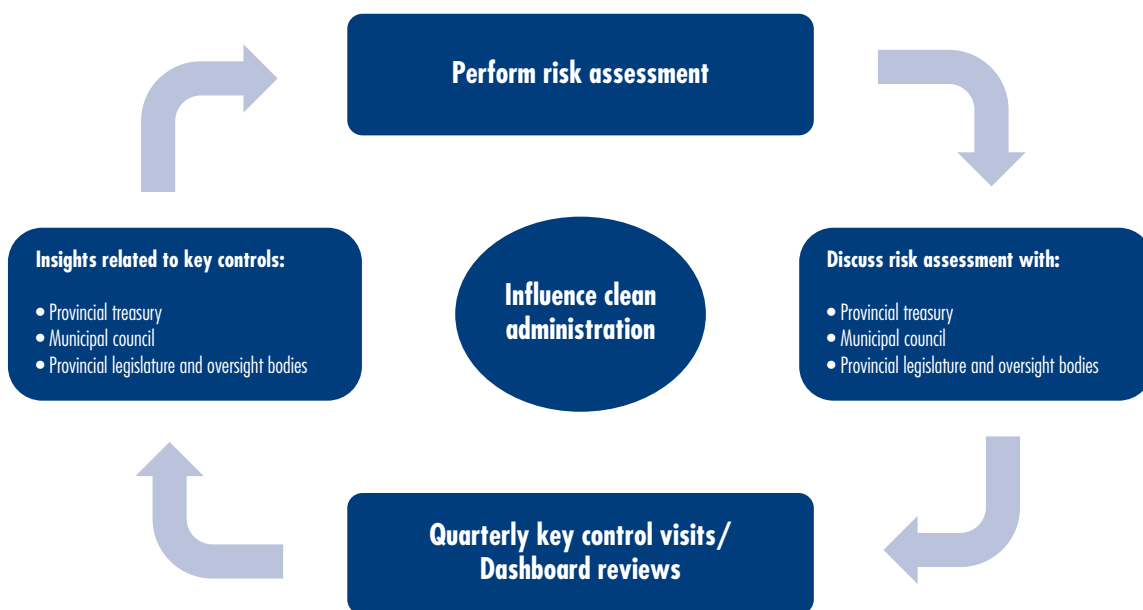 Perform risk assessment
Insights related to key controls:
• Provincial treasury
• Municipal council
• Provincial legislature and oversight bodies
Influence clean
administration
Discuss risk assessment with:
• Provincial treasury
• Municipal council
• Provincial legislature and oversight bodies
Quarterly key control visits/
Dashboard reviews